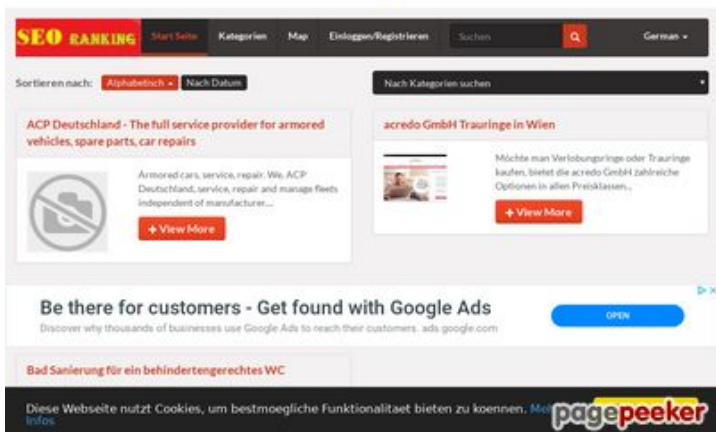 SEO RANKING Start Seite Kategorien Map Einloggen/Registrieren Suchen German
Sortieren nach: Alphabetisch Nach Datum Nach Kategorien suchen
ACP Deutschland - The full service provider for armored
vehicles, spare parts, car repairs
Armored cars, service, repair. We, ACP
Deutschland, service, repair and manage fleets
independent of manufacturer....
+ View More
acredo GmbH Trauringe in Wien
Möchte man Verlobungsringe oder Trauringe
kaufen, bietet die acredo GmbH zahlreiche
Optionen in allen Preisklassen...
+ View More
Be there for customers - Get found with Google Ads
Discover why thousands of businesses use Google Ads to reach their customers. ads.google.com
OPEN
Bad Sanierung für ein behindertengerechtes WC
Diese Webseite nutzt Cookies, um bestmoegliche Funktionalitaet bieten zu koennen.
Infos
pagepeeker